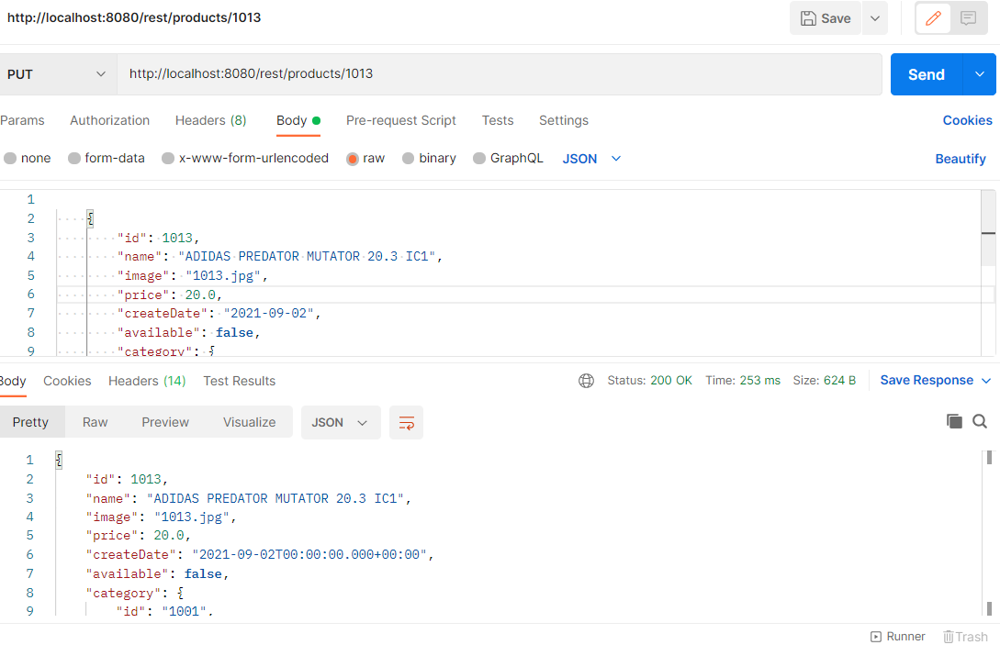 http://localhost:8080/rest/products/1013
Save
PUT
http://localhost:8080/rest/products/1013
Send
Params Authorization Headers (8) Body Pre-request Script Tests Settings Cookies
none form-data x-www-form-urlencoded raw binary GraphQL JSON Beautify
1
2 {
3 "id": 1013,
4 "name": "ADIDAS PREDATOR MUTATOR 20.3 IC1",
5 "image": "1013.jpg",
6 "price": 20.0,
7 "createDate": "2021-09-02",
8 "available": false,
9 "category": {
Body Cookies Headers (14) Test Results Status: 200 OK Time: 253 ms Size: 624 B Save Response
Pretty Raw Preview Visualize JSON
1 {
2 "id": 1013,
3 "name": "ADIDAS PREDATOR MUTATOR 20.3 IC1",
4 "image": "1013.jpg",
5 "price": 20.0,
6 "createDate": "2021-09-02T00:00:00.000+00:00",
7 "available": false,
8 "category": {
9 "id": "1001",
Runner Trash